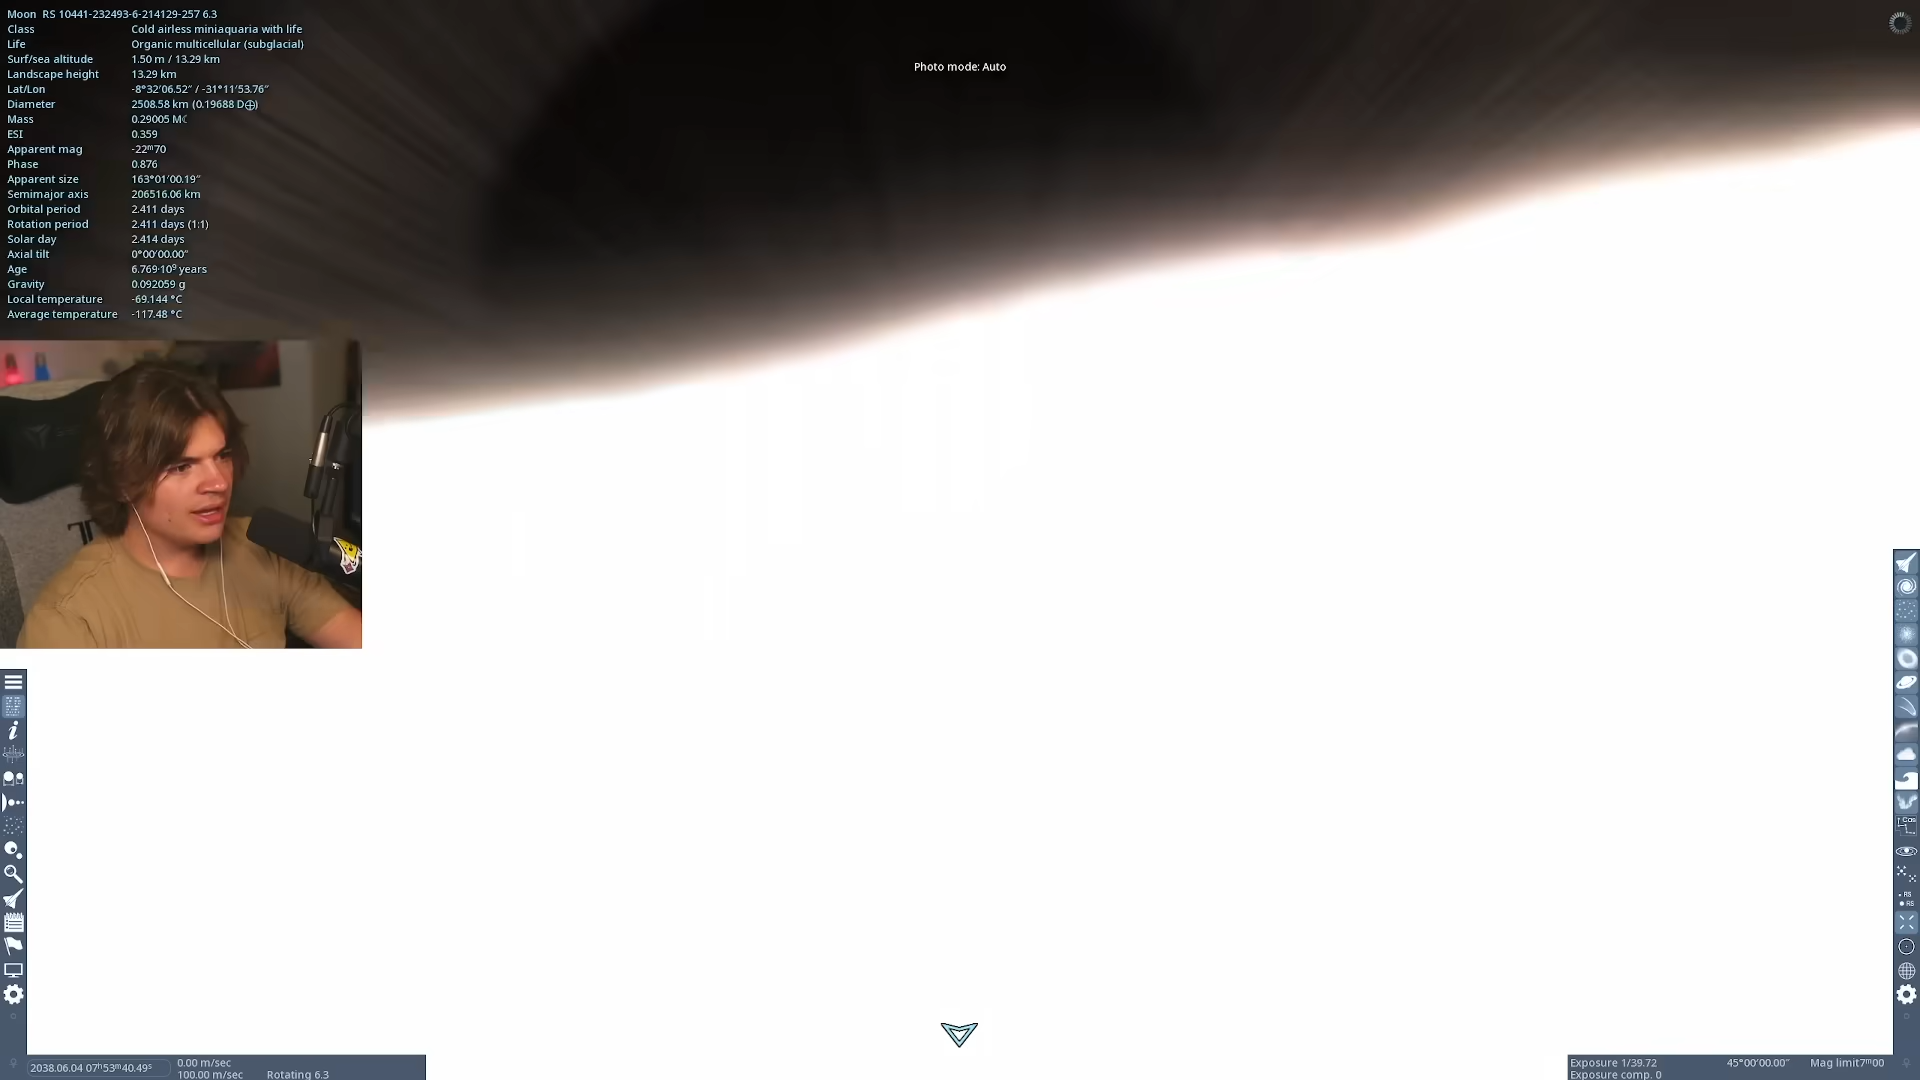 Moon RS 10441-232493-6-214129-257 6.3
Class Cold airless miniaquaria with life
Life Organic multicellular (subglacial)
Surf/sea altitude 1.50 m / 13.29 km
Landscape height 13.29 km
Lat/Lon -8°32′06.52″ / -31°11′53.76″
Diameter 2508.58 km (0.19688 D⊕)
Mass 0.29005 M☾
ESI 0.359
Apparent mag -22ᵐ70
Phase 0.876
Apparent size 163°01′00.19″
Semimajor axis 206516.06 km
Orbital period 2.411 days
Rotation period 2.411 days (1:1)
Solar day 2.414 days
Axial tilt 0°00′00.00″
Age 6.769·10⁹ years
Gravity 0.092059 g
Local temperature -69.144 °C
Average temperature -117.48 °C
Photo mode: Auto
RS
RS
2038.06.04 07ʰ53ᵐ40.49ˢ
0.00 m/sec
100.00 m/sec Rotating 6.3
Exposure 1/39.72 45°00′00.00″ Mag limit 7ᵐ00
Exposure comp. 0